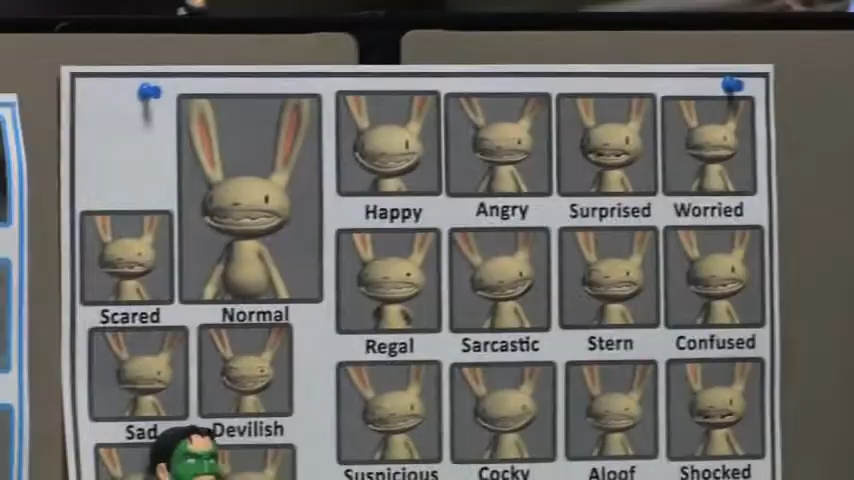 Happy Angry Surprised Worried
Scared Normal
Regal Sarcastic Stern Confused
Sad Devilish
Suspicious Cocky Aloof Shocked